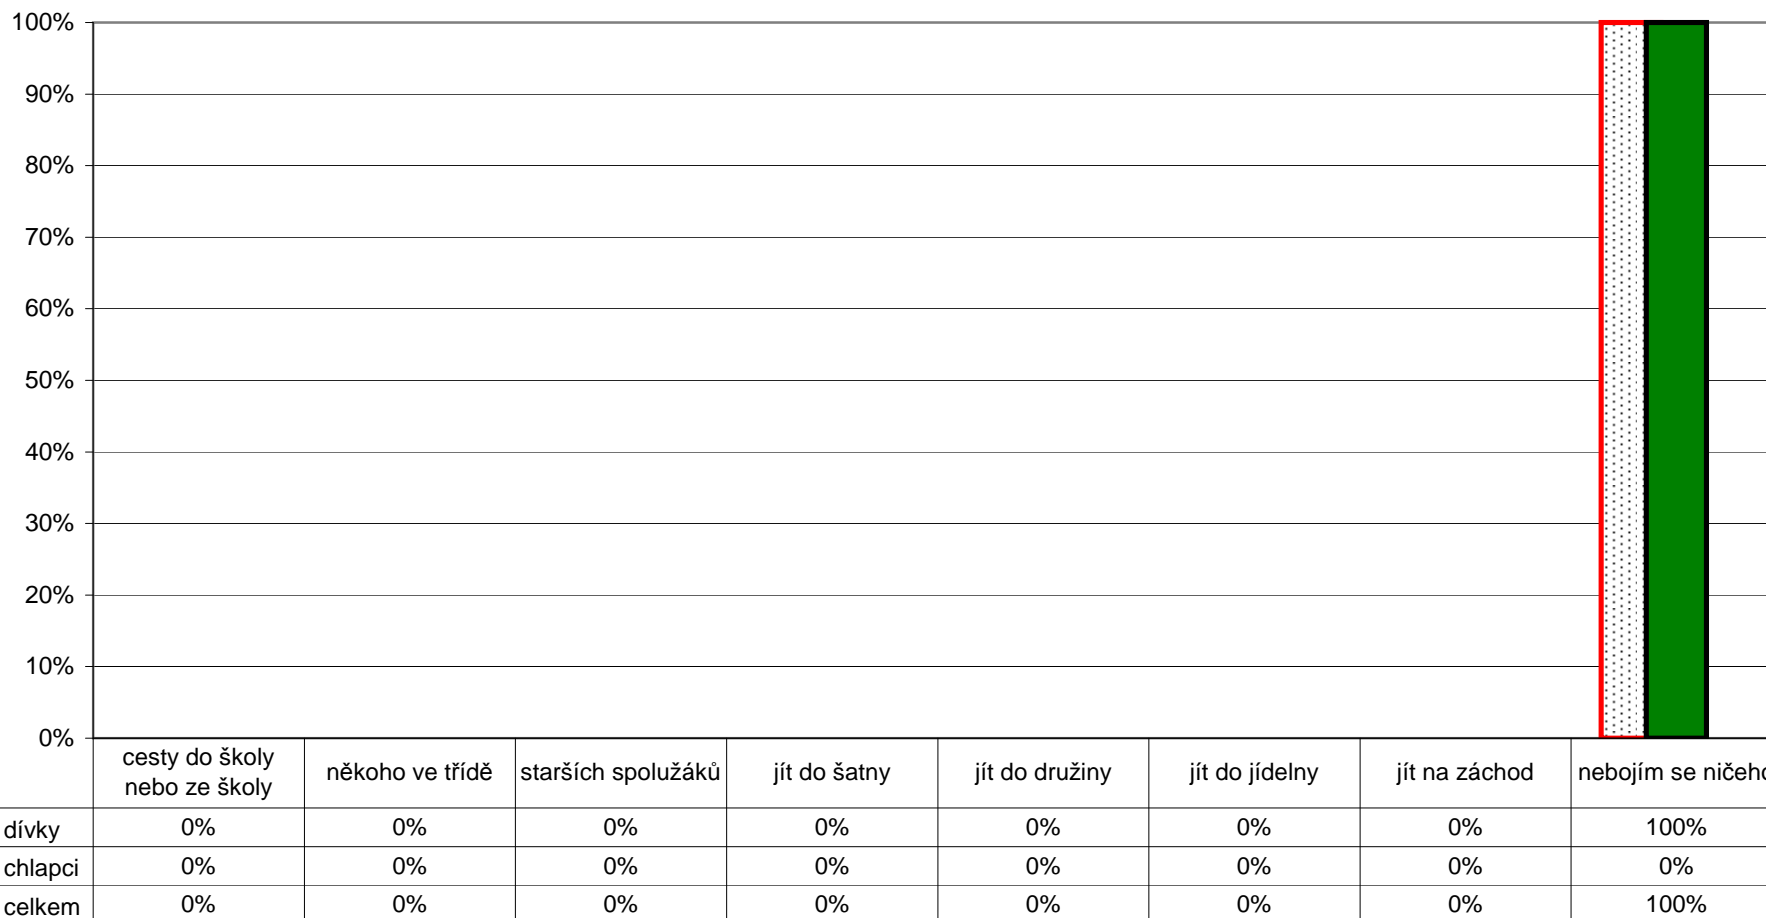 100%
90%
80%
70%
60%
50%
40%
30%
20%
10%
0%
cesty do školy
nebo ze školy
někoho ve třídě
starších spolužáků
jít do šatny
jít do družiny
jít do jídelny
jít na záchod
nebojím se ničeho
dívky 0% 0% 0% 0% 0% 0% 0% 100%
chlapci 0% 0% 0% 0% 0% 0% 0% 0%
celkem 0% 0% 0% 0% 0% 0% 0% 100%